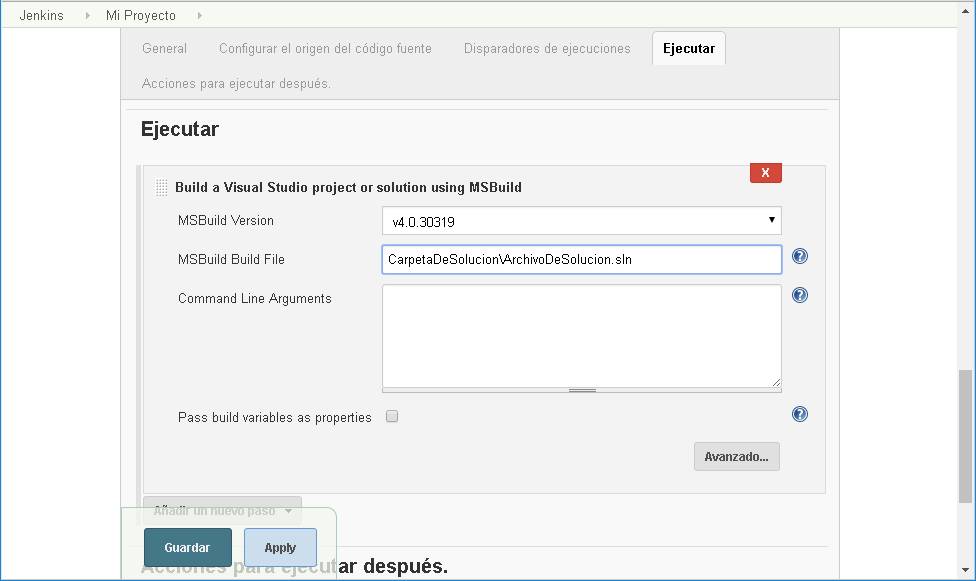 Jenkins Mi Proyecto
General Configurar el origen del código fuente Disparadores de ejecuciones Ejecutar
Acciones para ejecutar después.
Ejecutar
X
Build a Visual Studio project or solution using MSBuild
MSBuild Version v4.0.30319
MSBuild Build File CarpetaDeSolucion\ArchivoDeSolucion.sln
Command Line Arguments
Pass build variables as properties
Avanzado...
Añadir un nuevo paso
Guardar Apply
Acciones para ejecutar después.